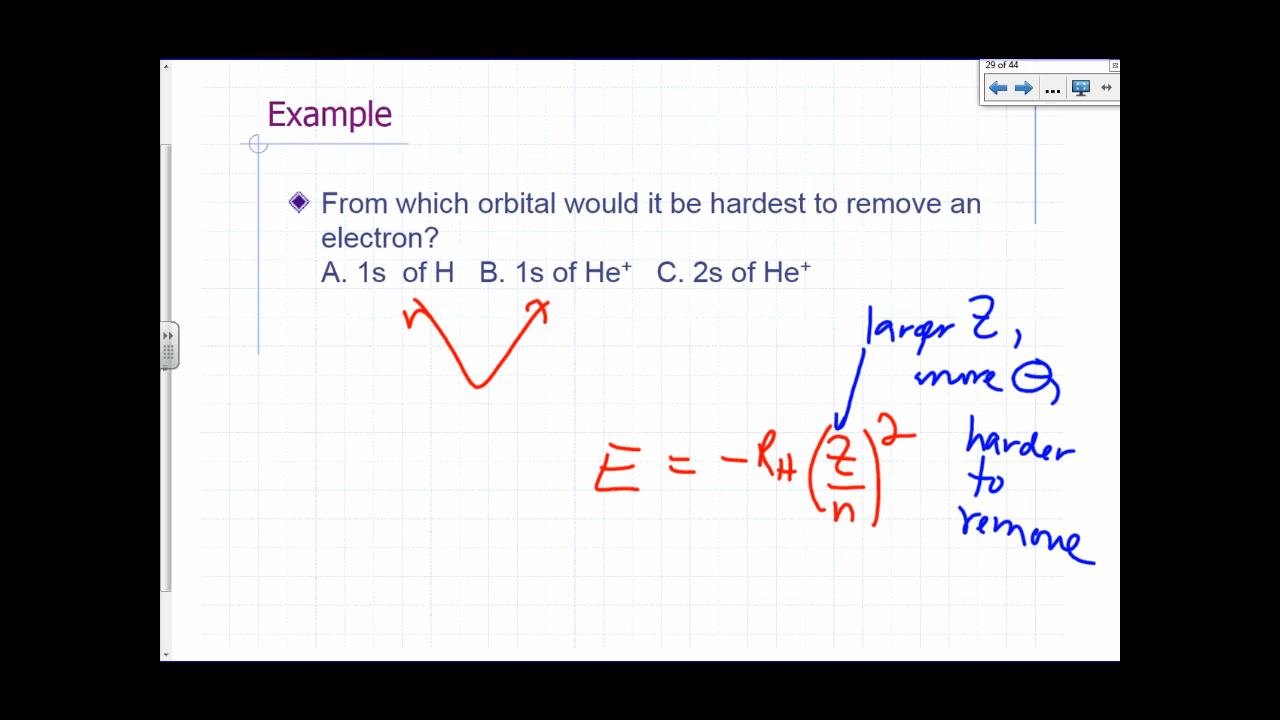 29 of 44
Example
From which orbital would it be hardest to remove an
electron?
A. 1s of H B. 1s of He⁺ C. 2s of He⁺
larger Z,
more ⊖,
harder
to
remove
E = -R_H (Z/n)²